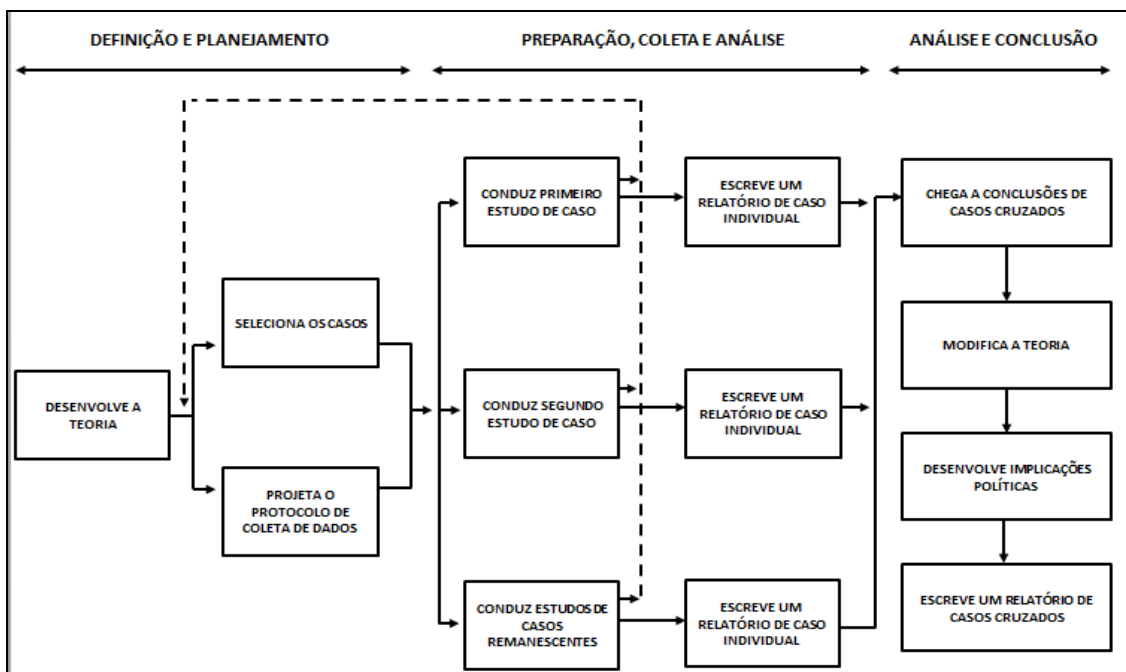 DEFINIÇÃO E PLANEJAMENTO
PREPARAÇÃO, COLETA E ANÁLISE
ANÁLISE E CONCLUSÃO
DESENVOLVE A
TEORIA
SELECIONA OS CASOS
PROJETA O
PROTOCOLO DE
COLETA DE DADOS
CONDUZ PRIMEIRO
ESTUDO DE CASO
ESCREVE UM
RELATÓRIO DE CASO
INDIVIDUAL
CONDUZ SEGUNDO
ESTUDO DE CASO
ESCREVE UM
RELATÓRIO DE CASO
INDIVIDUAL
CONDUZ ESTUDOS DE
CASOS
REMANESCENTES
ESCREVE UM
RELATÓRIO DE CASO
INDIVIDUAL
CHEGA A CONCLUSÕES DE
CASOS CRUZADOS
MODIFICA A TEORIA
DESENVOLVE IMPLICAÇÕES
POLÍTICAS
ESCREVE UM RELATÓRIO DE
CASOS CRUZADOS